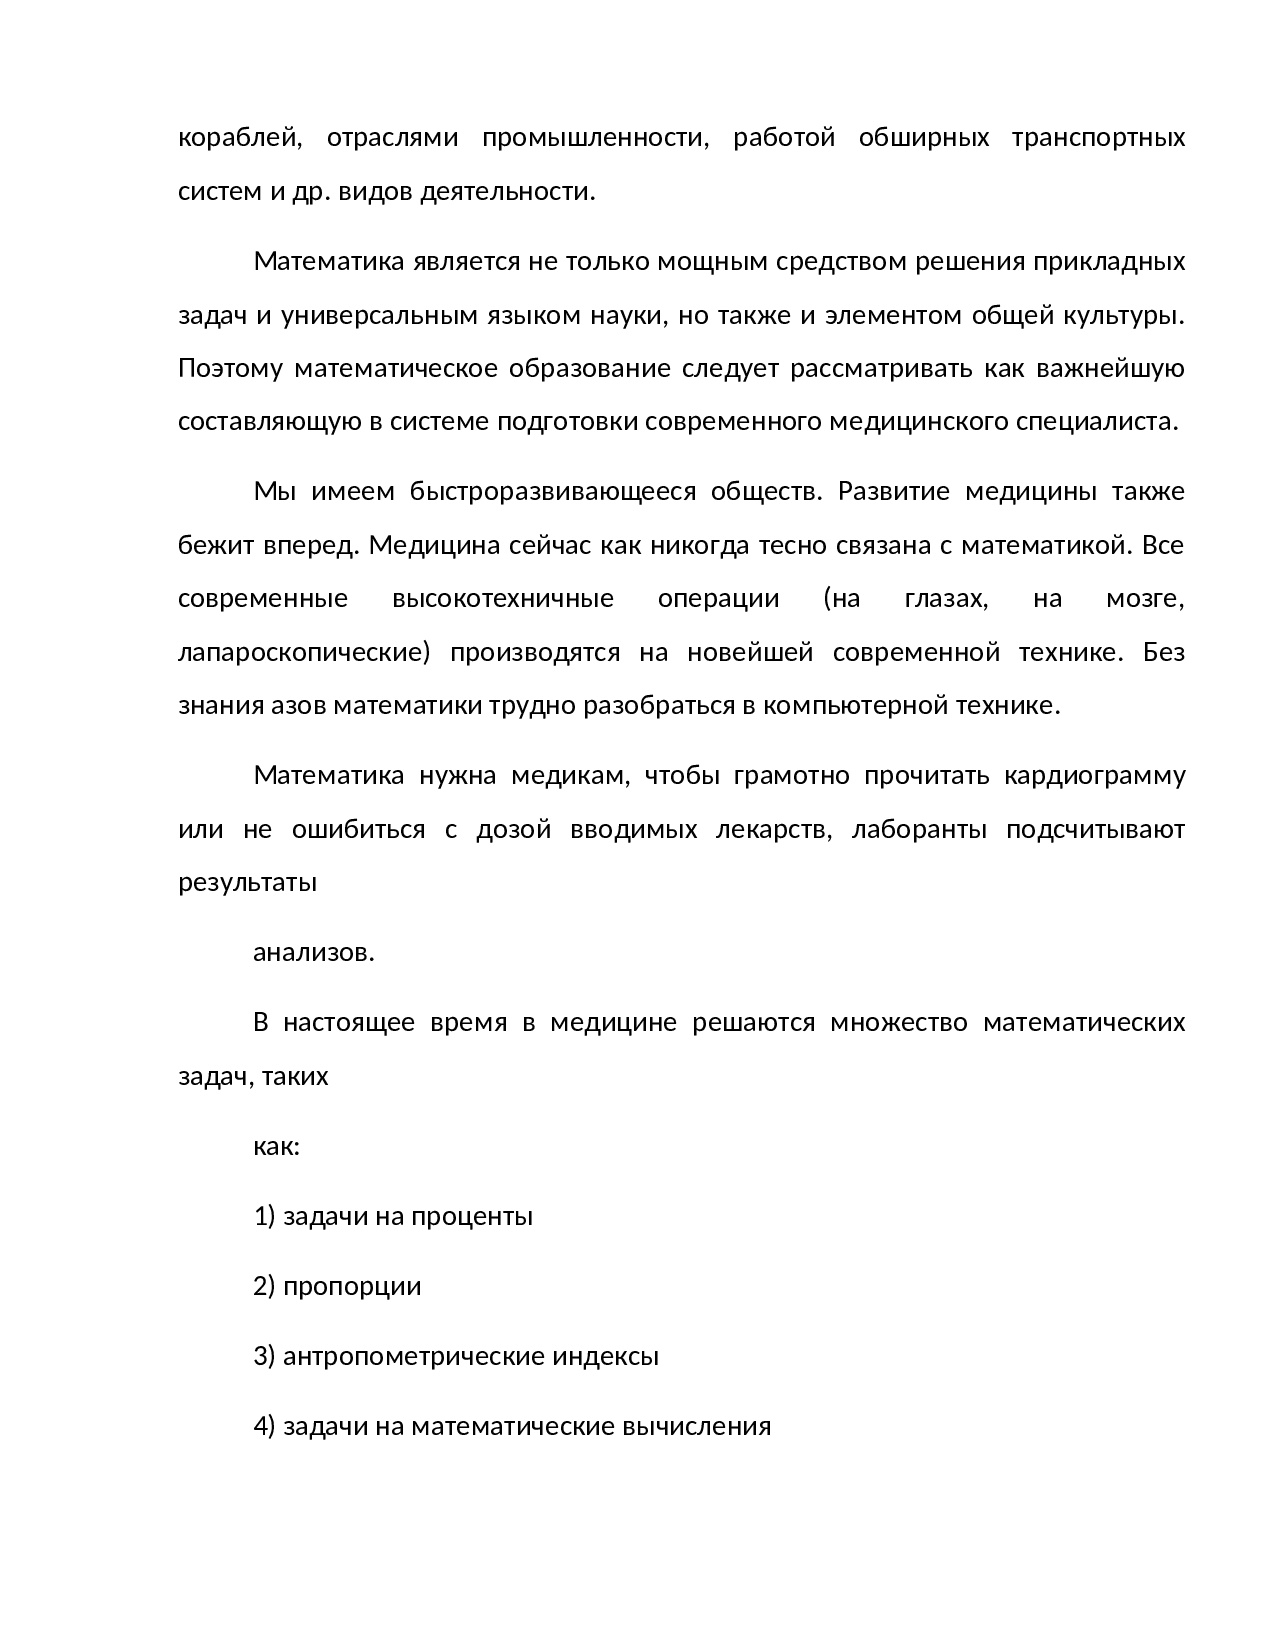 кораблей, отраслями промышленности, работой обширных транспортных
систем и др. видов деятельности.
Математика является не только мощным средством решения прикладных
задач и универсальным языком науки, но также и элементом общей культуры.
Поэтому математическое образование следует рассматривать как важнейшую
составляющую в системе подготовки современного медицинского специалиста.
Мы имеем быстроразвивающееся обществ. Развитие медицины также
бежит вперед. Медицина сейчас как никогда тесно связана с математикой. Все
современные высокотехничные операции (на глазах, на мозге,
лапароскопические) производятся на новейшей современной технике. Без
знания азов математики трудно разобраться в компьютерной технике.
Математика нужна медикам, чтобы грамотно прочитать кардиограмму
или не ошибиться с дозой вводимых лекарств, лаборанты подсчитывают
результаты
анализов.
В настоящее время в медицине решаются множество математических
задач, таких
как:
1) задачи на проценты
2) пропорции
3) антропометрические индексы
4) задачи на математические вычисления